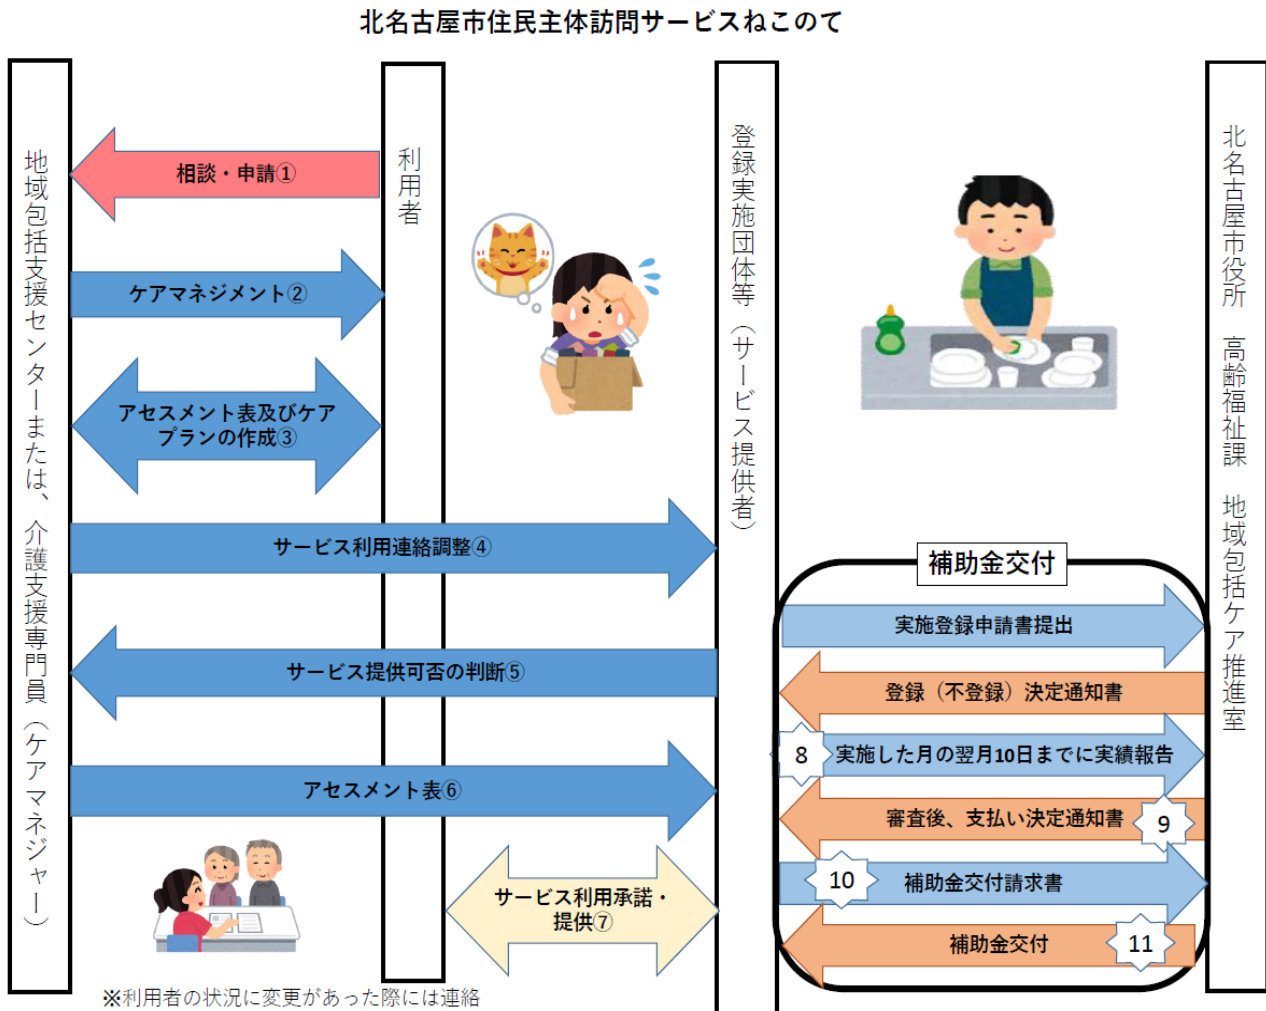 北名古屋市住民主体訪問サービスねこのて
地域包括支援センターまたは、介護支援専門員（ケアマネジャー）
利用者
登録実施団体等（サービス提供者）
北名古屋市役所　高齢福祉課　地域包括ケア推進室
相談・申請①
ケアマネジメント②
アセスメント表及びケア
プランの作成③
サービス利用連絡調整④
サービス提供可否の判断⑤
アセスメント表⑥
サービス利用承諾・
提供⑦
補助金交付
実施登録申請書提出
登録（不登録）決定通知書
8 実施した月の翌月10日までに実績報告
審査後、支払い決定通知書 9
10 補助金交付請求書
補助金交付 11
※利用者の状況に変更があった際には連絡